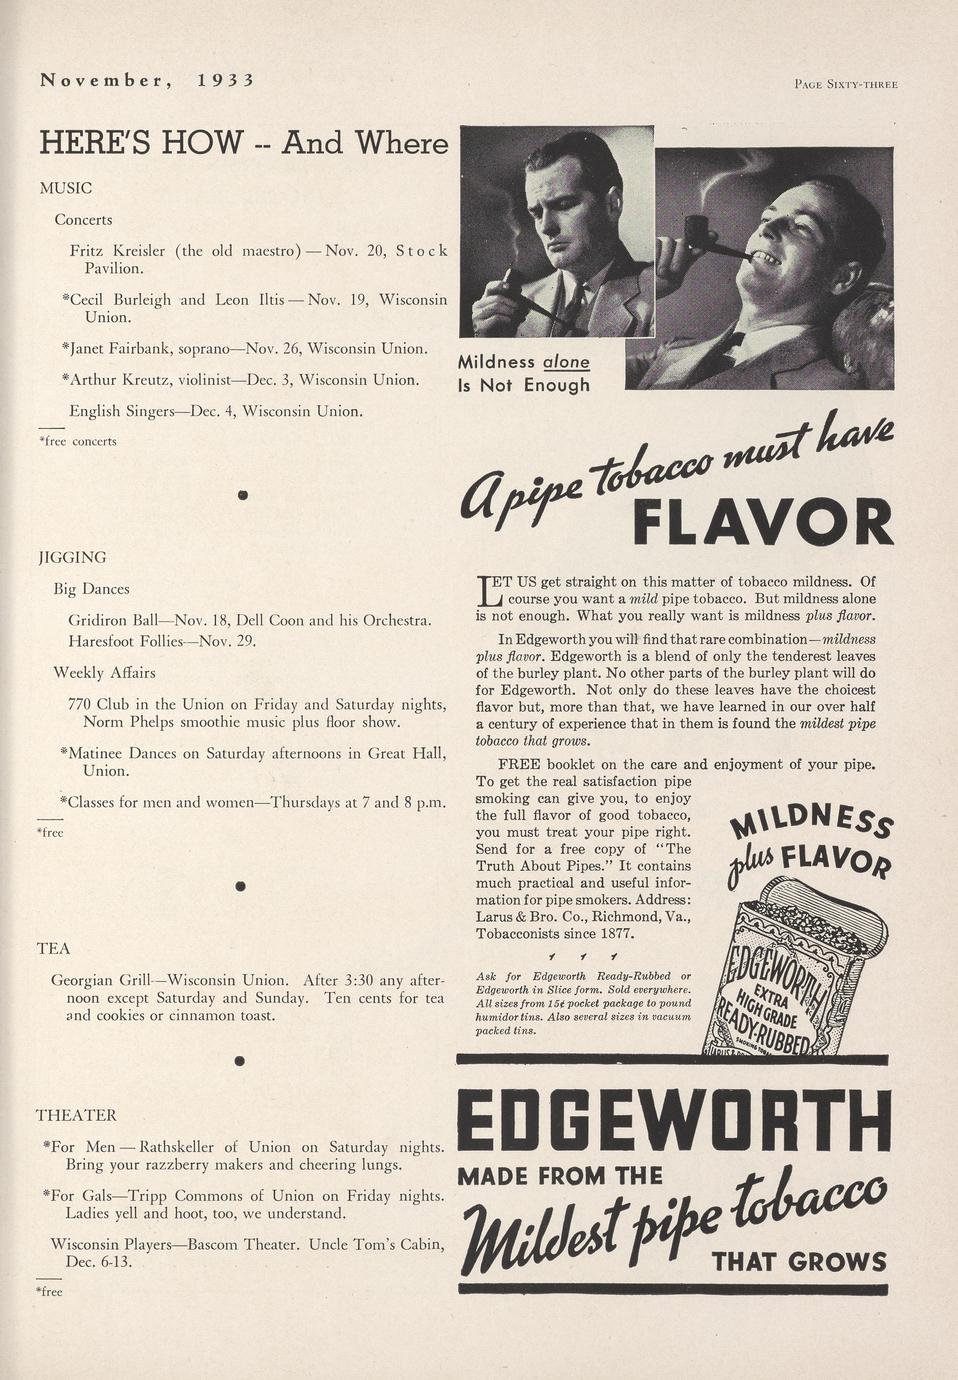 November, 1933
PAGE SIXTY-THREE
HERE'S HOW -- And Where
MUSIC
Concerts
Fritz Kreisler (the old maestro) — Nov. 20, Stock
Pavilion.
*Cecil Burleigh and Leon Iltis — Nov. 19, Wisconsin
Union.
*Janet Fairbank, soprano—Nov. 26, Wisconsin Union.
*Arthur Kreutz, violinist—Dec. 3, Wisconsin Union.
English Singers—Dec. 4, Wisconsin Union.
*free concerts
JIGGING
Big Dances
Gridiron Ball—Nov. 18, Dell Coon and his Orchestra.
Haresfoot Follies—Nov. 29.
Weekly Affairs
770 Club in the Union on Friday and Saturday nights,
Norm Phelps smoothie music plus floor show.
*Matinee Dances on Saturday afternoons in Great Hall,
Union.
*Classes for men and women—Thursdays at 7 and 8 p.m.
*free
TEA
Georgian Grill—Wisconsin Union. After 3:30 any after-
noon except Saturday and Sunday. Ten cents for tea
and cookies or cinnamon toast.
THEATER
*For Men — Rathskeller of Union on Saturday nights.
Bring your razzberry makers and cheering lungs.
*For Gals—Tripp Commons of Union on Friday nights.
Ladies yell and hoot, too, we understand.
Wisconsin Players—Bascom Theater. Uncle Tom's Cabin,
Dec. 6-13.
*free
Mildness alone
Is Not Enough
A pipe tobacco must have
FLAVOR
LET US get straight on this matter of tobacco mildness. Of
course you want a mild pipe tobacco. But mildness alone
is not enough. What you really want is mildness plus flavor.
In Edgeworth you will find that rare combination—mildness
plus flavor. Edgeworth is a blend of only the tenderest leaves
of the burley plant. No other parts of the burley plant will do
for Edgeworth. Not only do these leaves have the choicest
flavor but, more than that, we have learned in our over half
a century of experience that in them is found the mildest pipe
tobacco that grows.
FREE booklet on the care and enjoyment of your pipe.
To get the real satisfaction pipe
smoking can give you, to enjoy
the full flavor of good tobacco,
you must treat your pipe right.
Send for a free copy of "The
Truth About Pipes." It contains
much practical and useful infor-
mation for pipe smokers. Address:
Larus & Bro. Co., Richmond, Va.,
Tobacconists since 1877.
Ask for Edgeworth Ready-Rubbed or
Edgeworth in Slice form. Sold everywhere.
All sizes from 15¢ pocket package to pound
humidor tins. Also several sizes in vacuum
packed tins.
MILDNESS
plus FLAVOR
EDGEWORTH
EXTRA
HIGH GRADE
READY-RUBBED
EDGEWORTH
MADE FROM THE
Mildest pipe tobacco
THAT GROWS